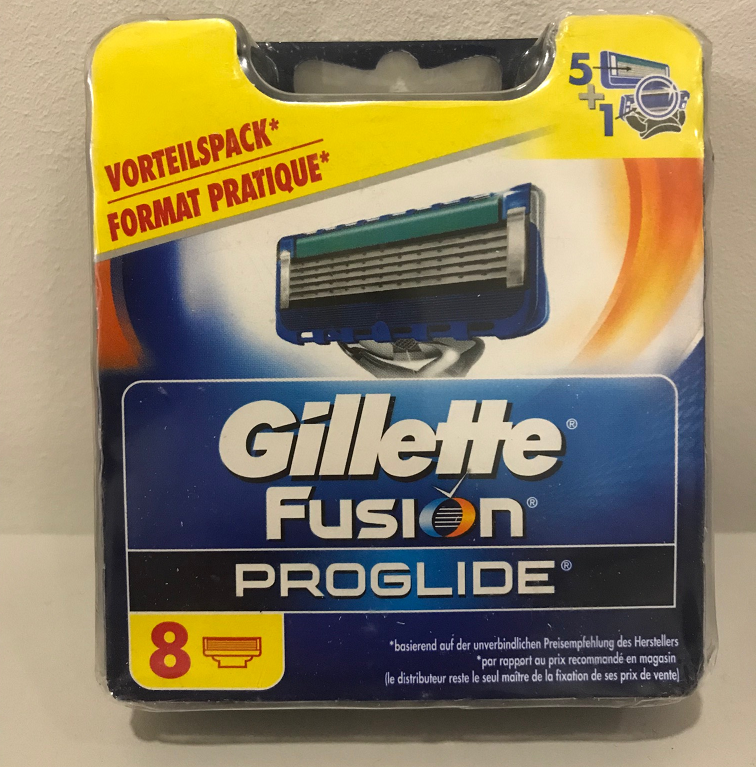 5
+
1
VORTEILSPACK*
FORMAT PRATIQUE*
Gillette®
FUSION®
PROGLIDE®
8
*basierend auf der unverbindlichen Preisempfehlung des Herstellers
*par rapport au prix recommandé en magasin
(le distributeur reste le seul maître de la fixation de ses prix de vente)